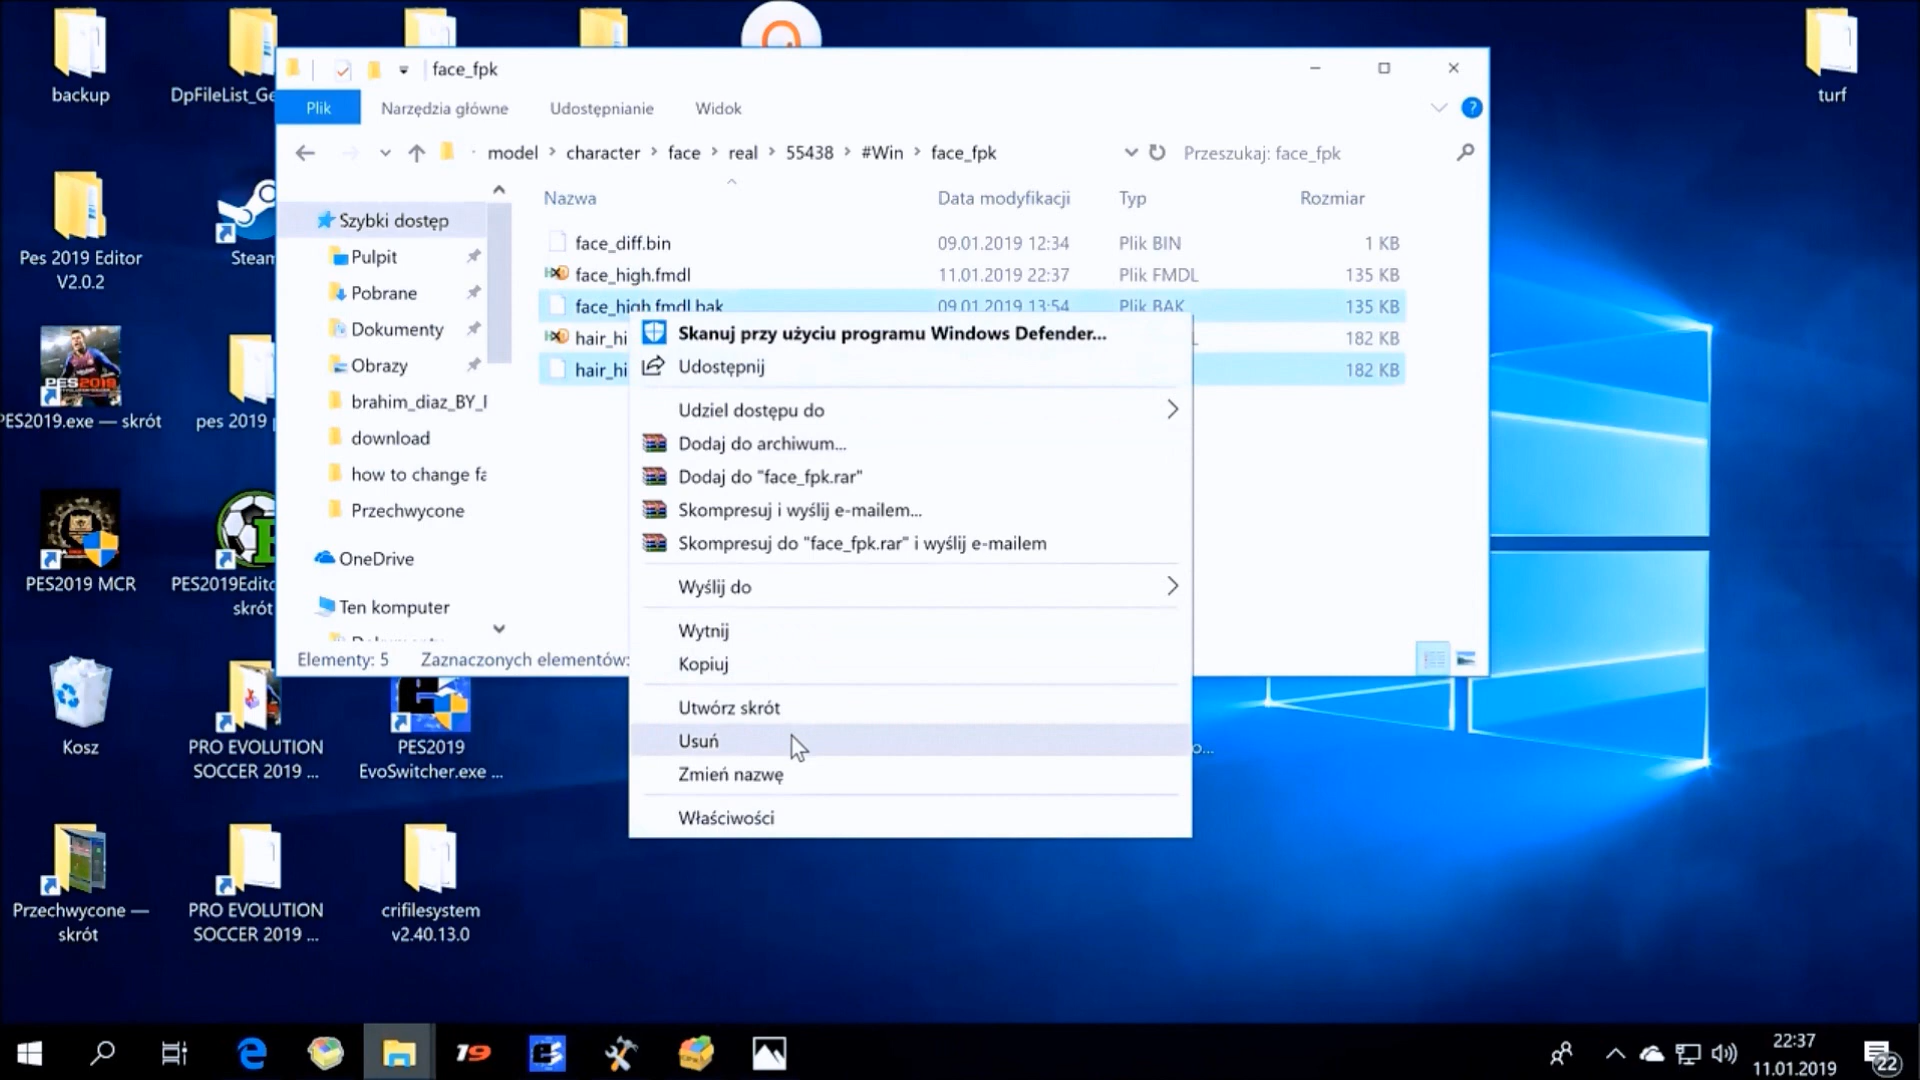 backup
DpFileList_Ge
turf
Pes 2019 Editor
V2.0.2
Steam
PES2019
PES2019.exe — skrót
pes 2019
PES2019 MCR
PES2019Edito
skrót
Kosz
PRO EVOLUTION
SOCCER 2019 ...
PES2019
EvoSwitcher.exe ...
Przechwycone —
skrót
PRO EVOLUTION
SOCCER 2019 ...
crifilesystem
v2.40.13.0
face_fpk
Plik
Narzędzia główne
Udostępnianie
Widok
model > character > face > real > 55438 > #Win > face_fpk
Przeszukaj: face_fpk
Szybki dostęp
Pulpit
Pobrane
Dokumenty
Obrazy
brahim_diaz_BY_
download
how to change fa
Przechwycone
OneDrive
Ten komputer
Dokumenty
Nazwa Data modyfikacji Typ Rozmiar
face_diff.bin 09.01.2019 12:34 Plik BIN 1 KB
face_high.fmdl 11.01.2019 22:37 Plik FMDL 135 KB
face_high.fmdl.bak 09.01.2019 13:54 Plik BAK 135 KB
hair_hi 182 KB
hair_hi 182 KB
Elementy: 5 Zaznaczonych elementów:
Skanuj przy użyciu programu Windows Defender...
Udostępnij
Udziel dostępu do
Dodaj do archiwum...
Dodaj do "face_fpk.rar"
Skompresuj i wyślij e-mailem...
Skompresuj do "face_fpk.rar" i wyślij e-mailem
Wyślij do
Wytnij
Kopiuj
Utwórz skrót
Usuń
Zmień nazwę
Właściwości
o...
19
22:37
11.01.2019
22